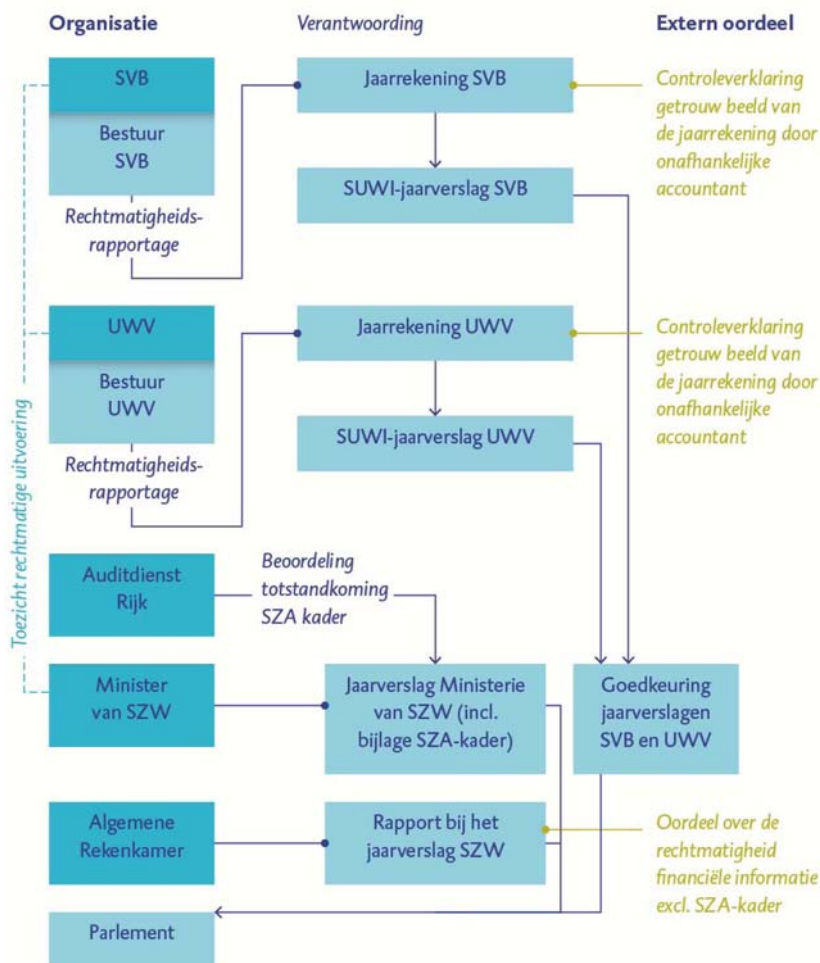 Organisatie
Verantwoording
Extern oordeel
SVB
Bestuur
SVB
Rechtmatigheids-
rapportage
Jaarrekening SVB
SUWI-jaarverslag SVB
Controleverklaring
getrouw beeld van
de jaarrekening door
onafhankelijke
accountant
UWV
Bestuur
UWV
Rechtmatigheids-
rapportage
Jaarrekening UWV
SUWI-jaarverslag UWV
Controleverklaring
getrouw beeld van
de jaarrekening door
onafhankelijke
accountant
Toezicht rechtmatige uitvoering
Auditdienst
Rijk
Beoordeling
totstandkoming
SZA kader
Minister
van SZW
Jaarverslag Ministerie
van SZW (incl.
bijlage SZA-kader)
Goedkeuring
jaarverslagen
SVB en UWV
Algemene
Rekenkamer
Rapport bij het
jaarverslag SZW
Oordeel over de
rechtmatigheid
financiële informatie
excl. SZA-kader
Parlement